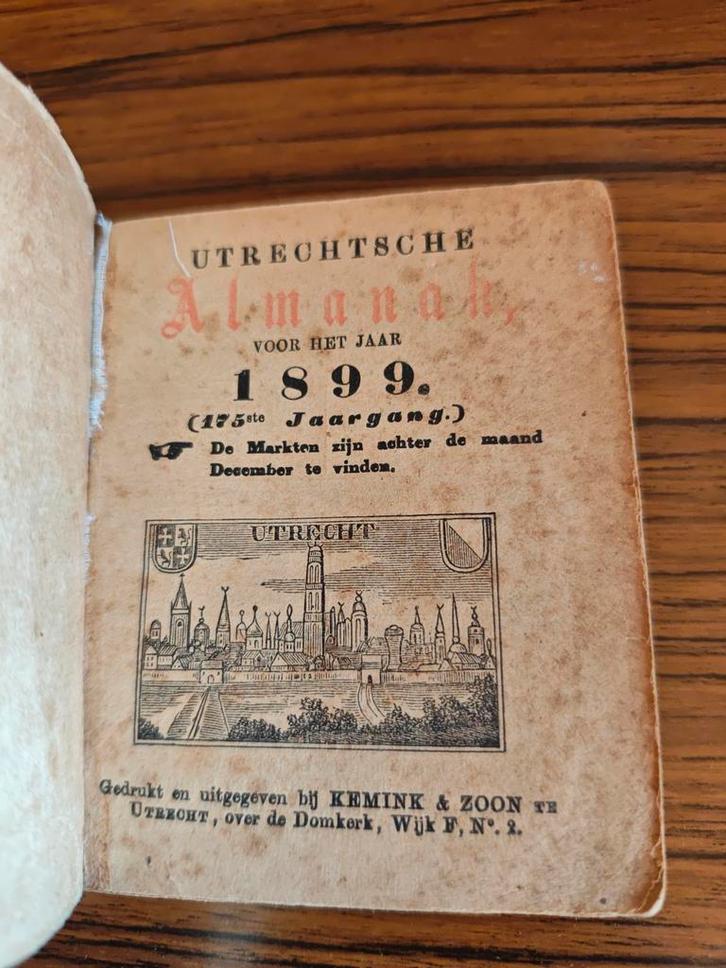 UTRECHTSCHE
Almanak,
VOOR HET JAAR
1899.
(175ste Jaargang.)
☛ De Markten zijn achter de maand
December te vinden.
UTRECHT
Gedrukt en uitgegeven bij KEMINK & ZOON TE
UTRECHT, over de Domkerk, Wijk F, No. 2.